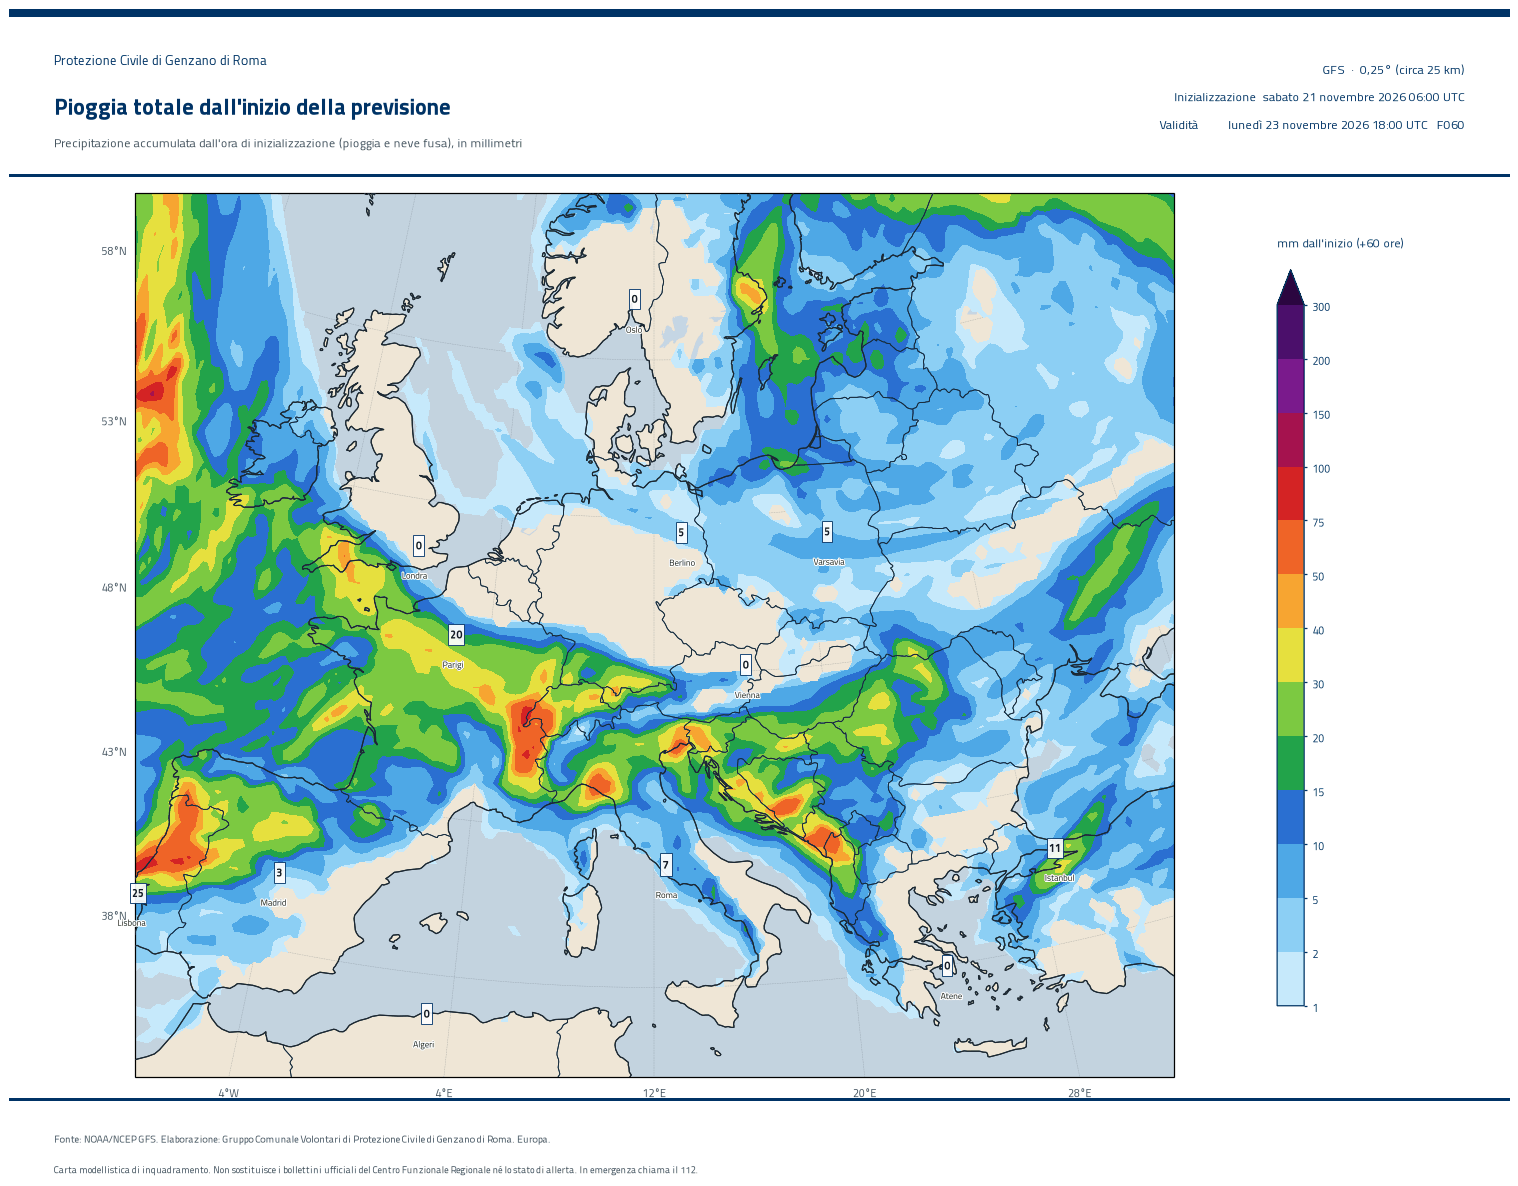 Protezione Civile di Genzano di Roma
Pioggia totale dall'inizio della previsione
Precipitazione accumulata dall'ora di inizializzazione (pioggia e neve fusa), in millimetri
GFS · 0,25° (circa 25 km)
Inizializzazione sabato 21 novembre 2026 06:00 UTC
Validità lunedì 23 novembre 2026 18:00 UTC F060
mm dall'inizio (+60 ore)
300
200
150
100
75
50
40
30
20
15
10
5
2
1
58°N
53°N
48°N
43°N
38°N
4°W
4°E
12°E
20°E
28°E
0
Oslo
0
Londra
5
Berlino
5
Varsavia
20
Parigi
0
Vienna
3
Madrid
25
Lisbona
7
Roma
11
Istanbul
0
Atene
0
Algeri
Fonte: NOAA/NCEP GFS. Elaborazione: Gruppo Comunale Volontari di Protezione Civile di Genzano di Roma. Europa.
Carta modellistica di inquadramento. Non sostituisce i bollettini ufficiali del Centro Funzionale Regionale né lo stato di allerta. In emergenza chiama il 112.